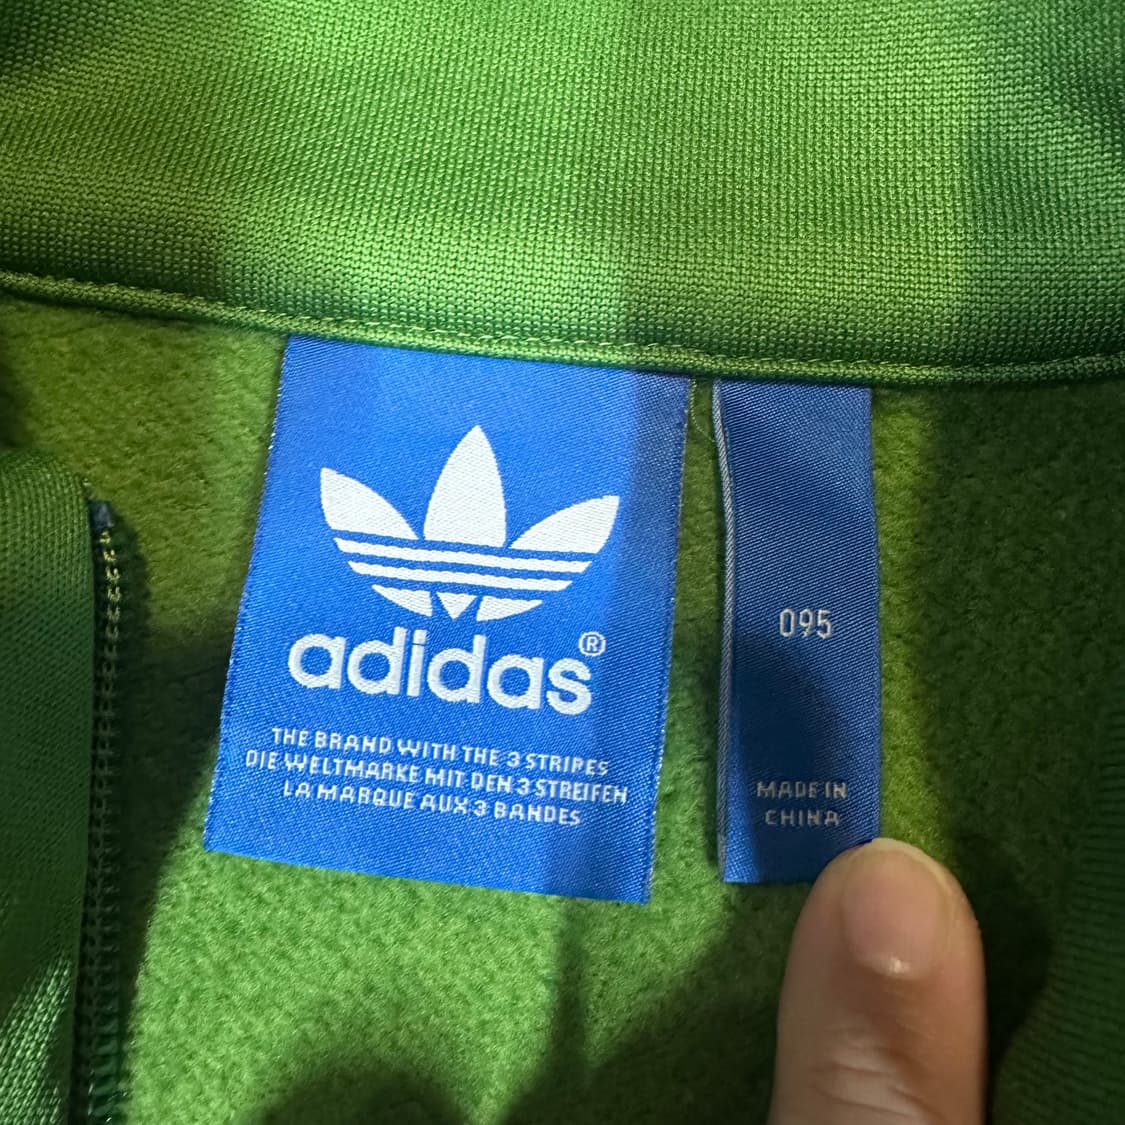 adidas®
THE BRAND WITH THE 3 STRIPES
DIE WELTMARKE MIT DEN 3 STREIFEN
LA MARQUE AUX 3 BANDES
095
MADE IN
CHINA